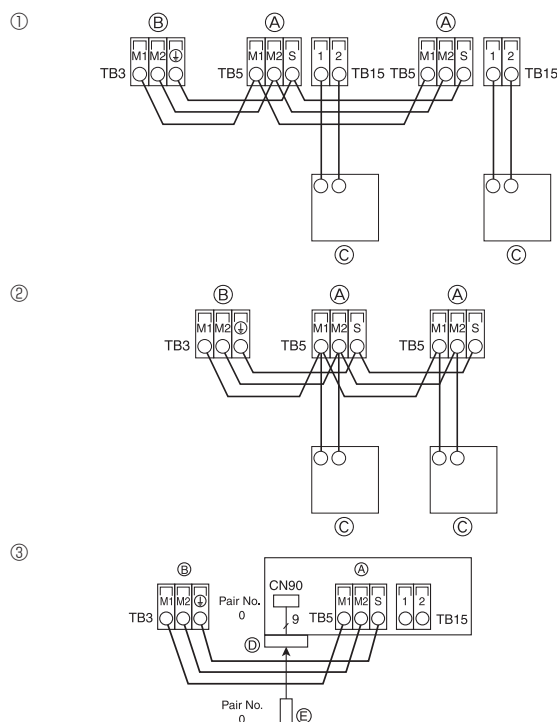 ①
Ⓑ Ⓐ Ⓐ
TB3 M1 M2 ⏚ TB5 M1 M2 S 1 2 TB15 TB5 M1 M2 S 1 2 TB15
Ⓒ Ⓒ
②
Ⓑ Ⓐ Ⓐ
TB3 M1 M2 ⏚ TB5 M1 M2 S TB5 M1 M2 S
Ⓒ Ⓒ
③
Ⓑ Ⓐ
CN90
TB3 M1 M2 ⏚ Pair No. 0 9 TB5 M1 M2 S 1 2 TB15
Ⓓ
Pair No. 0 Ⓔ